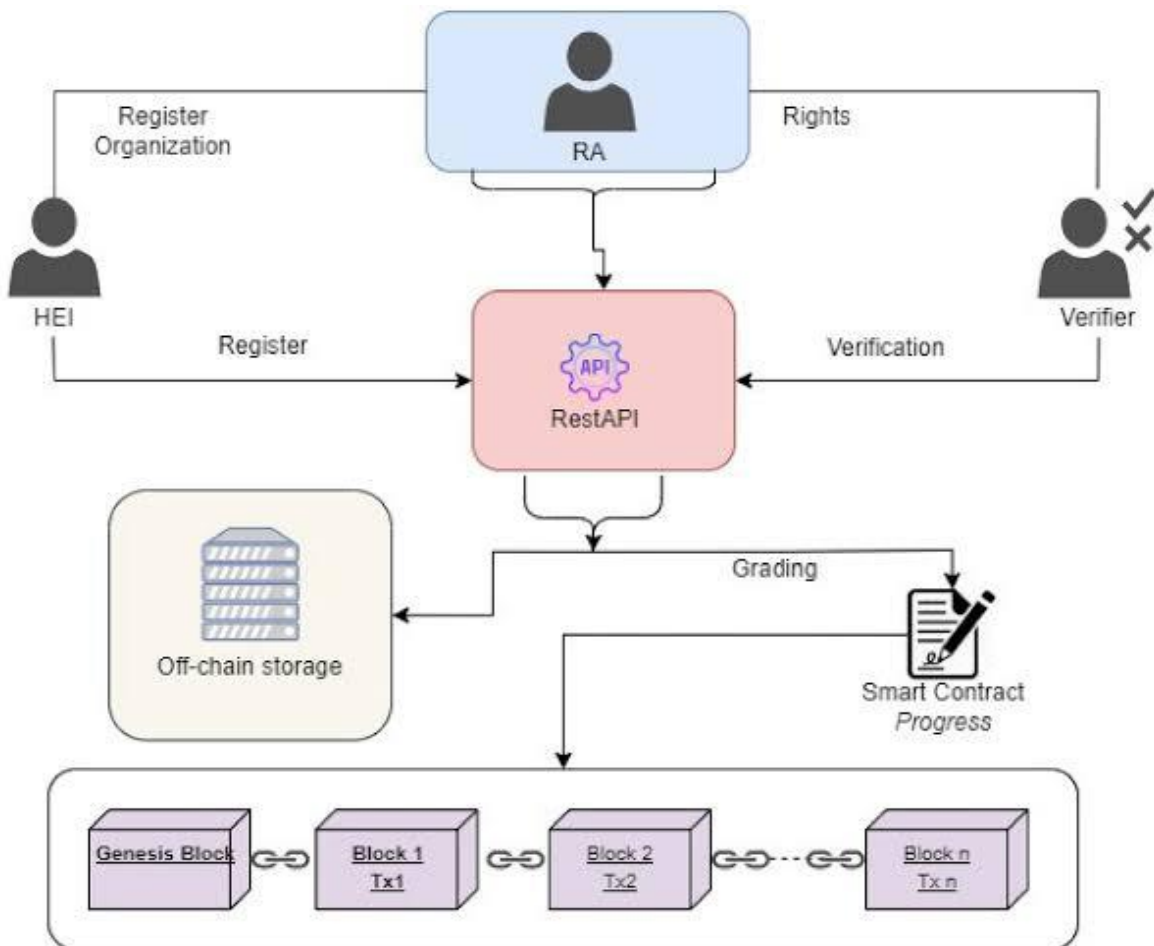 Register
Organization
RA
Rights
HEI
Verifier
Register
Verification
API
RestAPI
Grading
Off-chain storage
Smart Contract
Progress
Genesis Block
Block 1
Tx1
Block 2
Tx2
Block n
Tx n